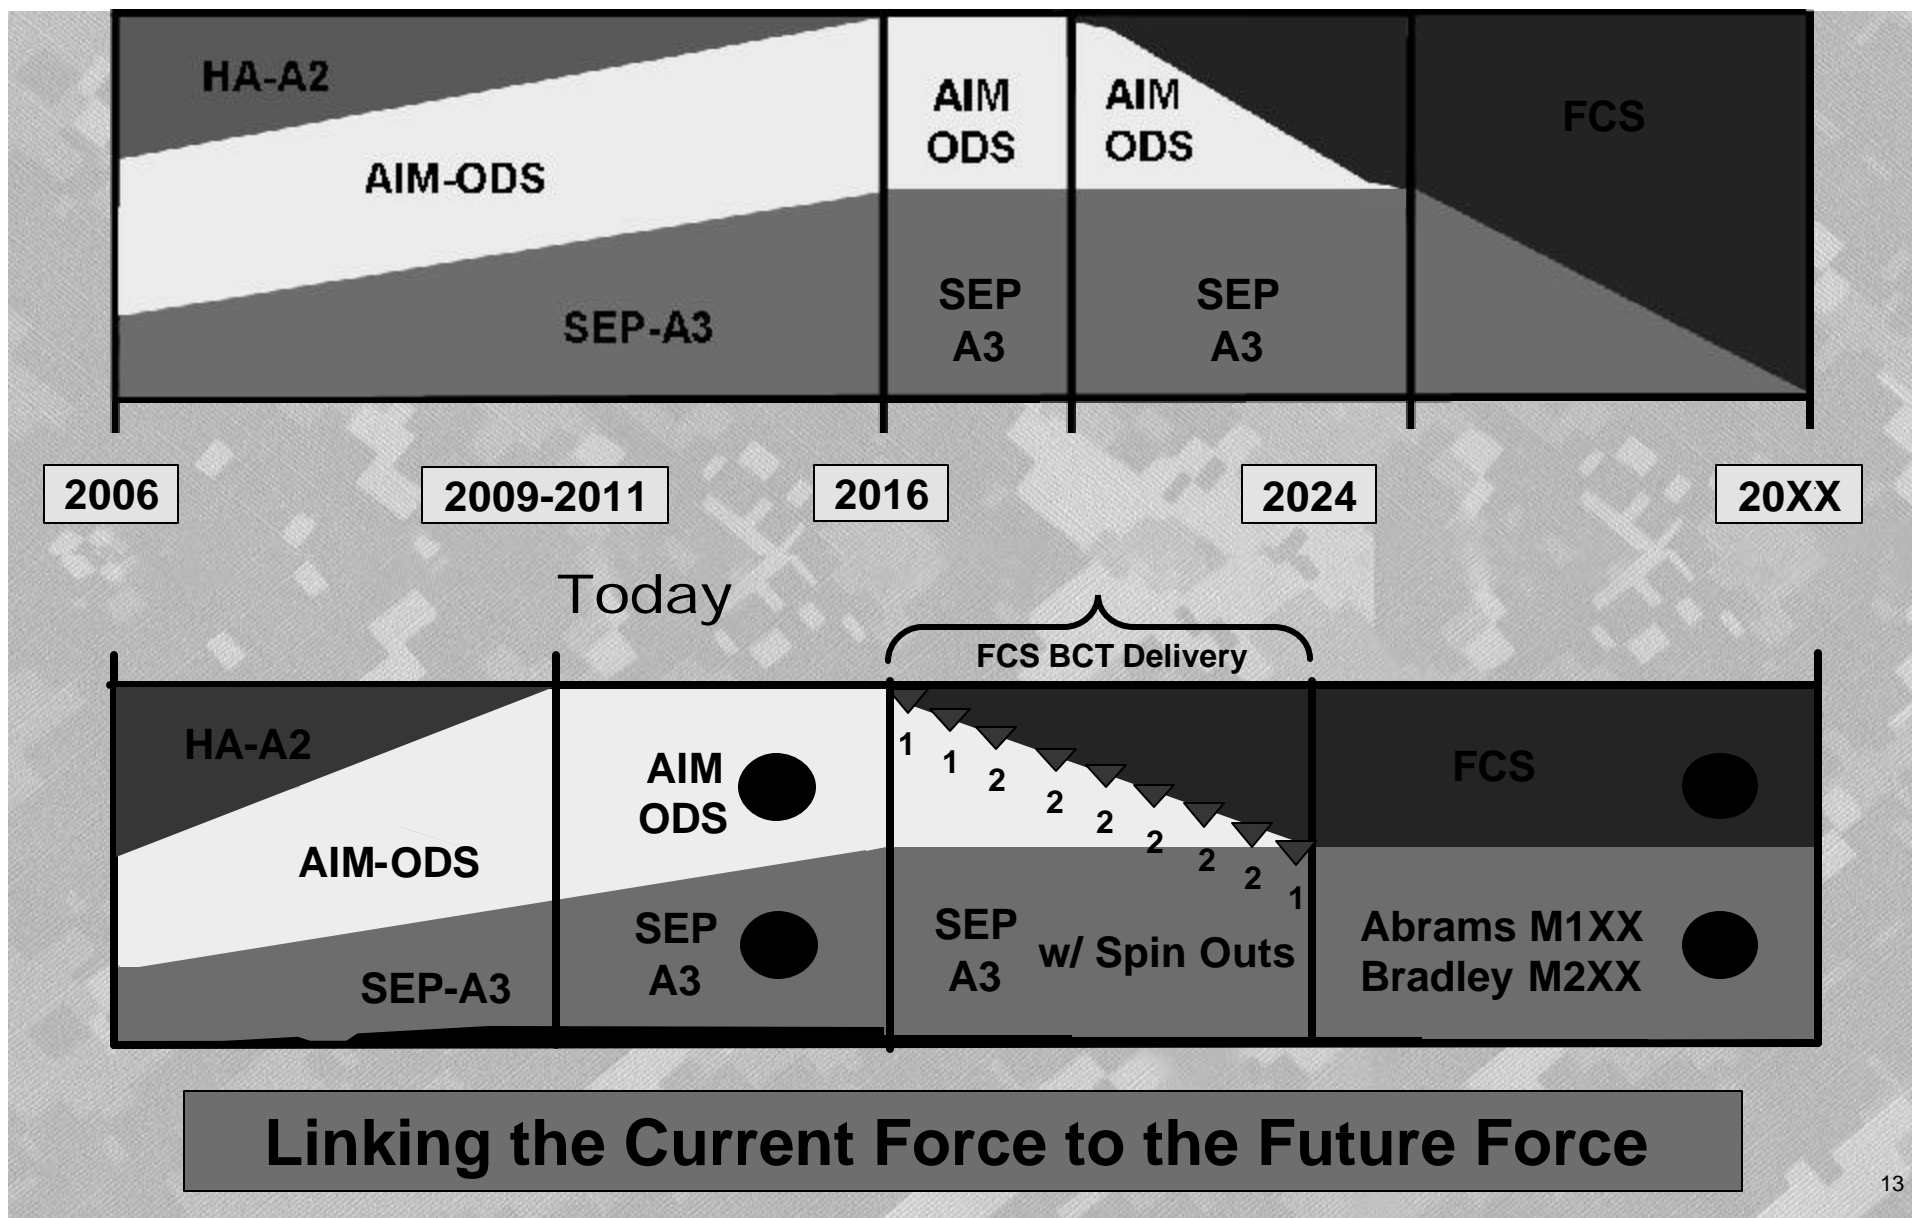 HA-A2
AIM-ODS
SEP-A3
AIM
ODS
SEP
A3
AIM
ODS
SEP
A3
FCS
2006
2009-2011
2016
2024
20XX
Today
FCS BCT Delivery
HA-A2
AIM-ODS
SEP-A3
AIM
ODS
SEP
A3
1
1
2
2
2
2
2
2
1
SEP
A3
w/ Spin Outs
FCS
Abrams M1XX
Bradley M2XX
Linking the Current Force to the Future Force
13